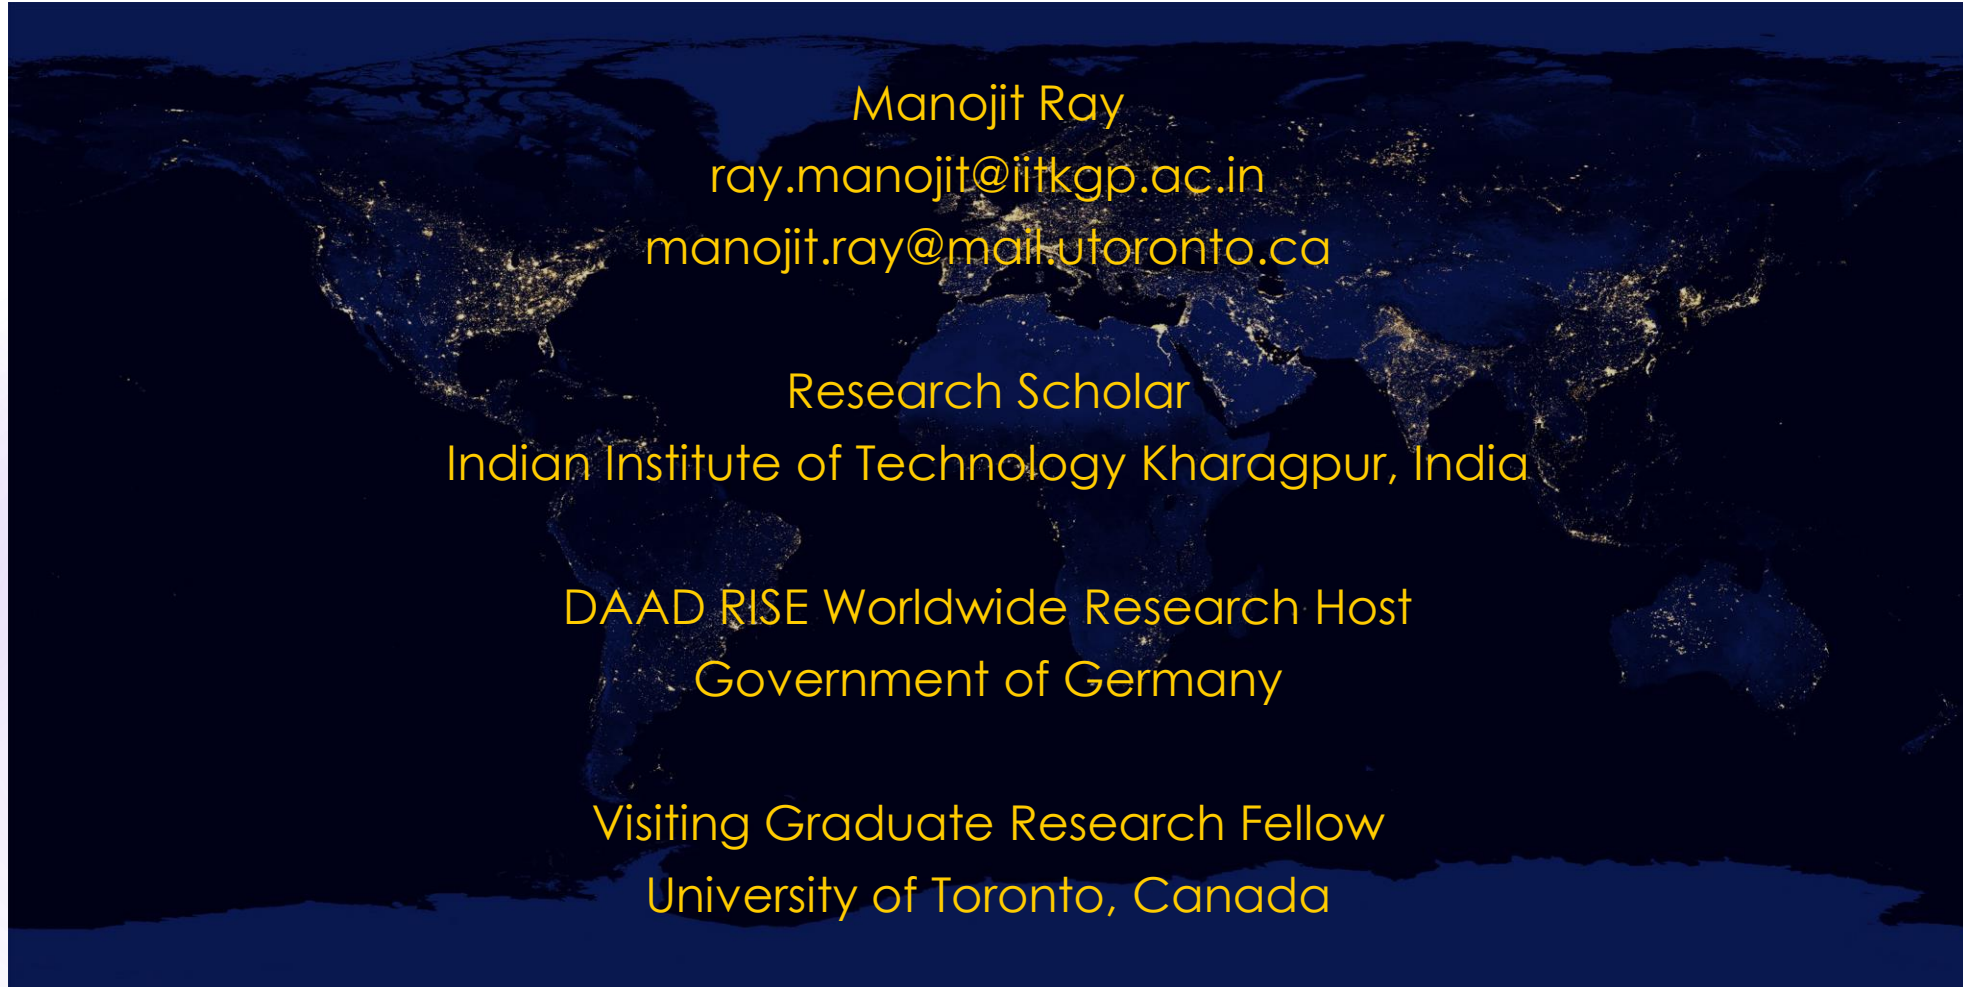 Manojit Ray
ray.manojit@iitkgp.ac.in
manojit.ray@mail.utoronto.ca
Research Scholar
Indian Institute of Technology Kharagpur, India
DAAD RISE Worldwide Research Host
Government of Germany
Visiting Graduate Research Fellow
University of Toronto, Canada